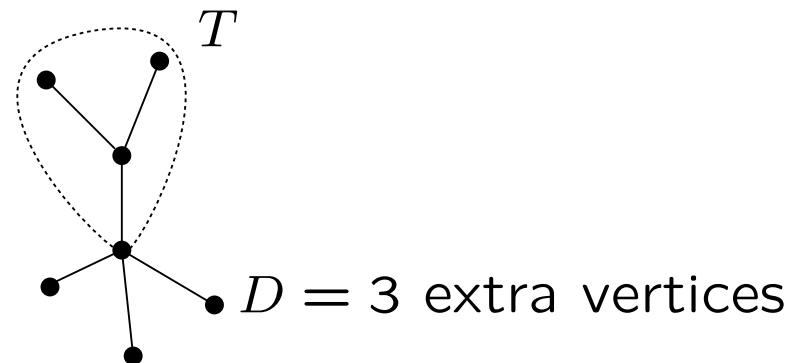 T
D = 3 extra vertices